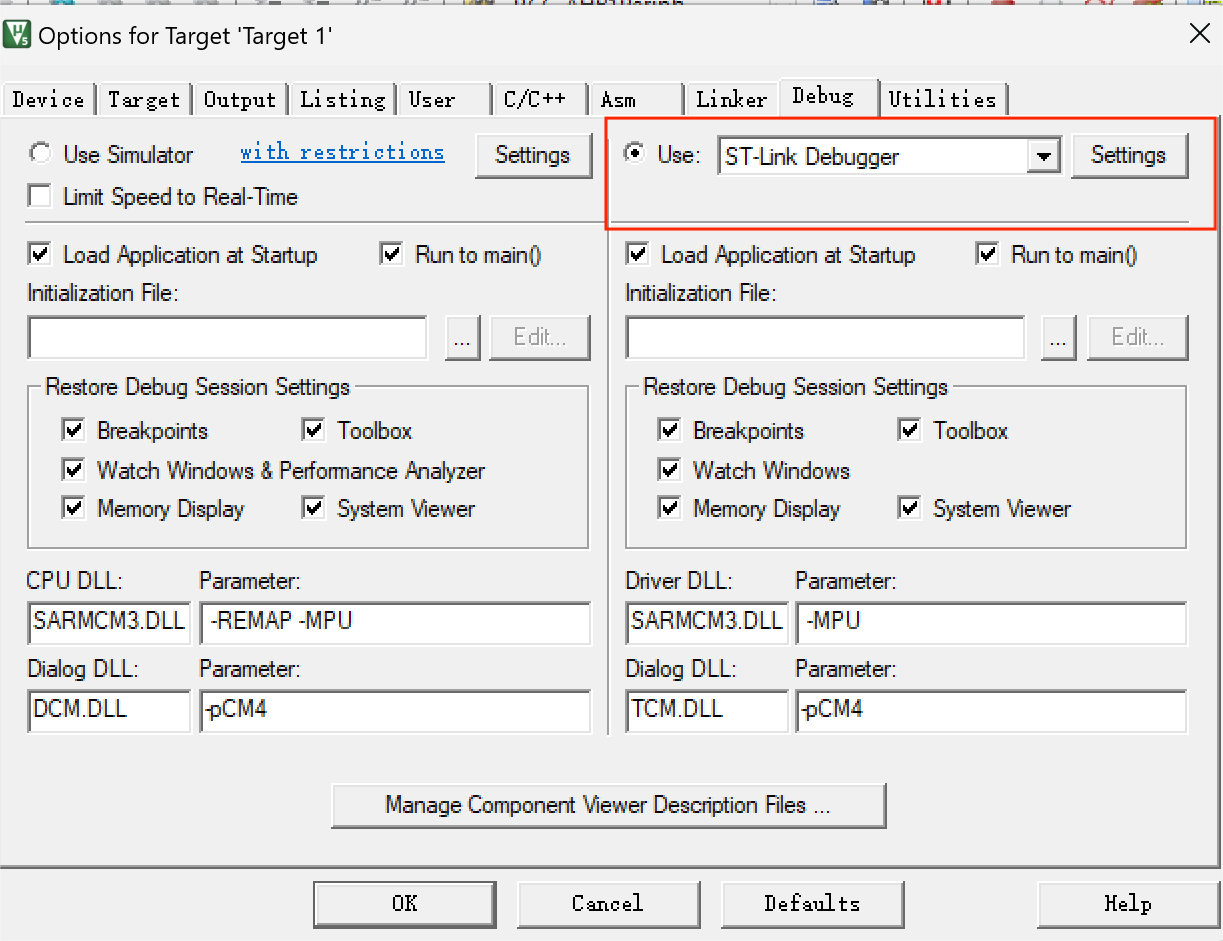 Options for Target 'Target 1'
Device Target Output Listing User C/C++ Asm Linker Debug Utilities
Use Simulator with restrictions Settings
Limit Speed to Real-Time
Load Application at Startup Run to main()
Initialization File:
... Edit...
Restore Debug Session Settings
Breakpoints Toolbox
Watch Windows & Performance Analyzer
Memory Display System Viewer
CPU DLL: Parameter:
SARMCM3.DLL -REMAP -MPU
Dialog DLL: Parameter:
DCM.DLL -pCM4
Use: ST-Link Debugger Settings
Load Application at Startup Run to main()
Initialization File:
... Edit...
Restore Debug Session Settings
Breakpoints Toolbox
Watch Windows
Memory Display System Viewer
Driver DLL: Parameter:
SARMCM3.DLL -MPU
Dialog DLL: Parameter:
TCM.DLL -pCM4
Manage Component Viewer Description Files ...
OK Cancel Defaults Help